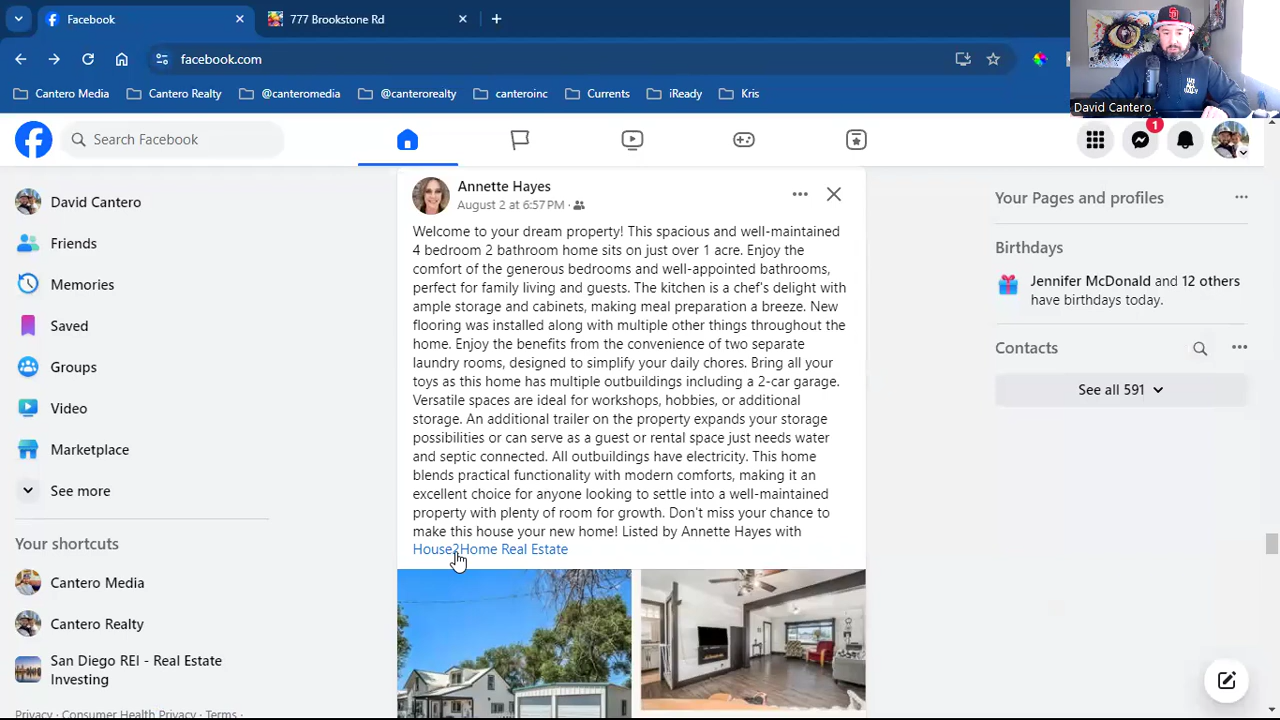 Facebook
777 Brookstone Rd
facebook.com
Cantero Media
Cantero Realty
@canteromedia
@canterorealty
canteroinc
Currents
iReady
Kris
David Cantero
Search Facebook
1
David Cantero
Friends
Memories
Saved
Groups
Video
Marketplace
See more
Your shortcuts
Cantero Media
Cantero Realty
San Diego REI - Real Estate
Investing
Privacy · Consumer Health Privacy · Terms ·
Annette Hayes
August 2 at 6:57 PM ·
Welcome to your dream property! This spacious and well-maintained
4 bedroom 2 bathroom home sits on just over 1 acre. Enjoy the
comfort of the generous bedrooms and well-appointed bathrooms,
perfect for family living and guests. The kitchen is a chef's delight with
ample storage and cabinets, making meal preparation a breeze. New
flooring was installed along with multiple other things throughout the
home. Enjoy the benefits from the convenience of two separate
laundry rooms, designed to simplify your daily chores. Bring all your
toys as this home has multiple outbuildings including a 2-car garage.
Versatile spaces are ideal for workshops, hobbies, or additional
storage. An additional trailer on the property expands your storage
possibilities or can serve as a guest or rental space just needs water
and septic connected. All outbuildings have electricity. This home
blends practical functionality with modern comforts, making it an
excellent choice for anyone looking to settle into a well-maintained
property with plenty of room for growth. Don't miss your chance to
make this house your new home! Listed by Annette Hayes with
House2Home Real Estate
Your Pages and profiles
Birthdays
Jennifer McDonald and 12 others
have birthdays today.
Contacts
See all 591